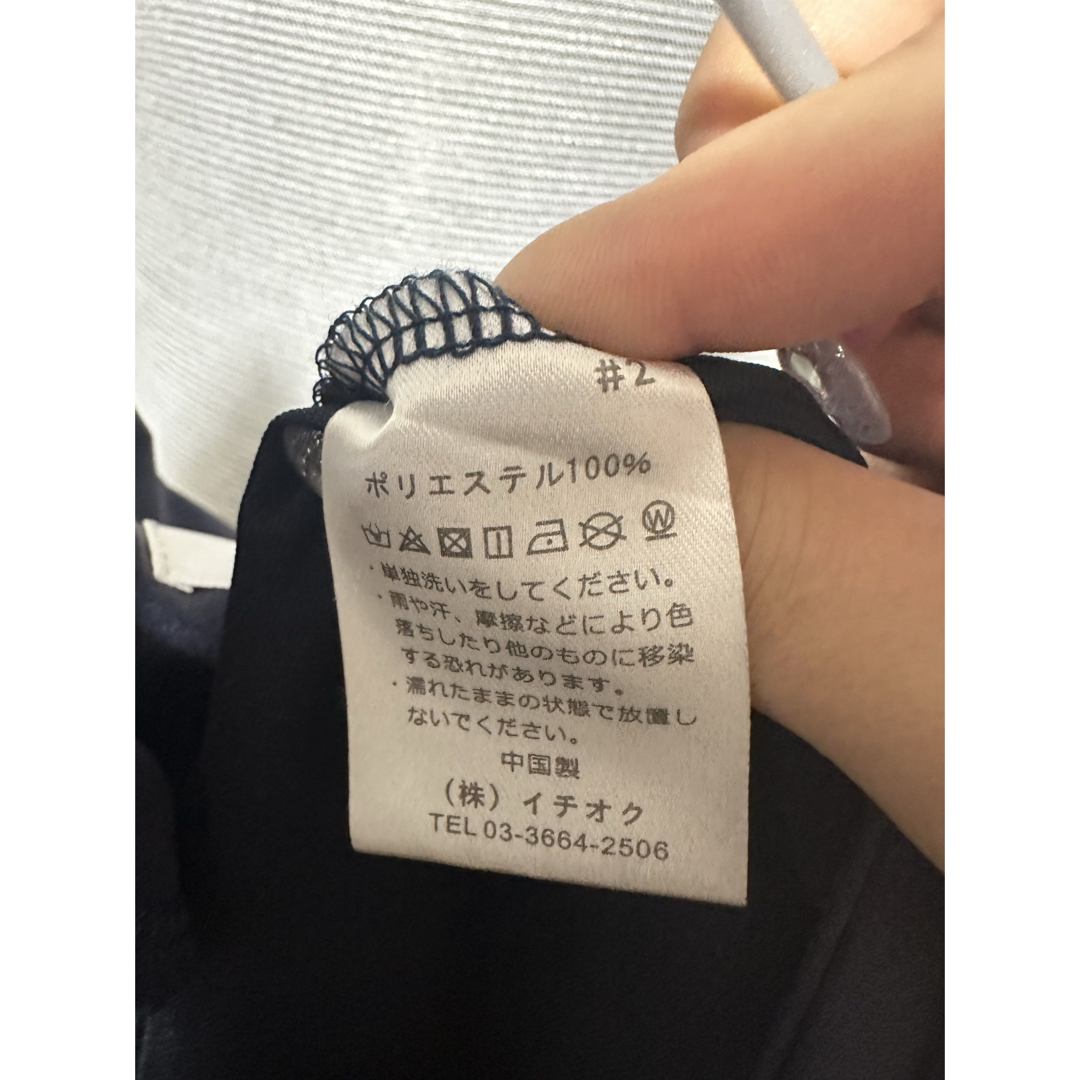 #2
ポリエステル100%
W
・単独洗いをしてください。
・雨や汗、摩擦などにより色
落ちしたり他のものに移染
する恐れがあります。
・濡れたままの状態で放置し
ないでください。
中国製
(株)イチオク
TEL 03-3664-2506